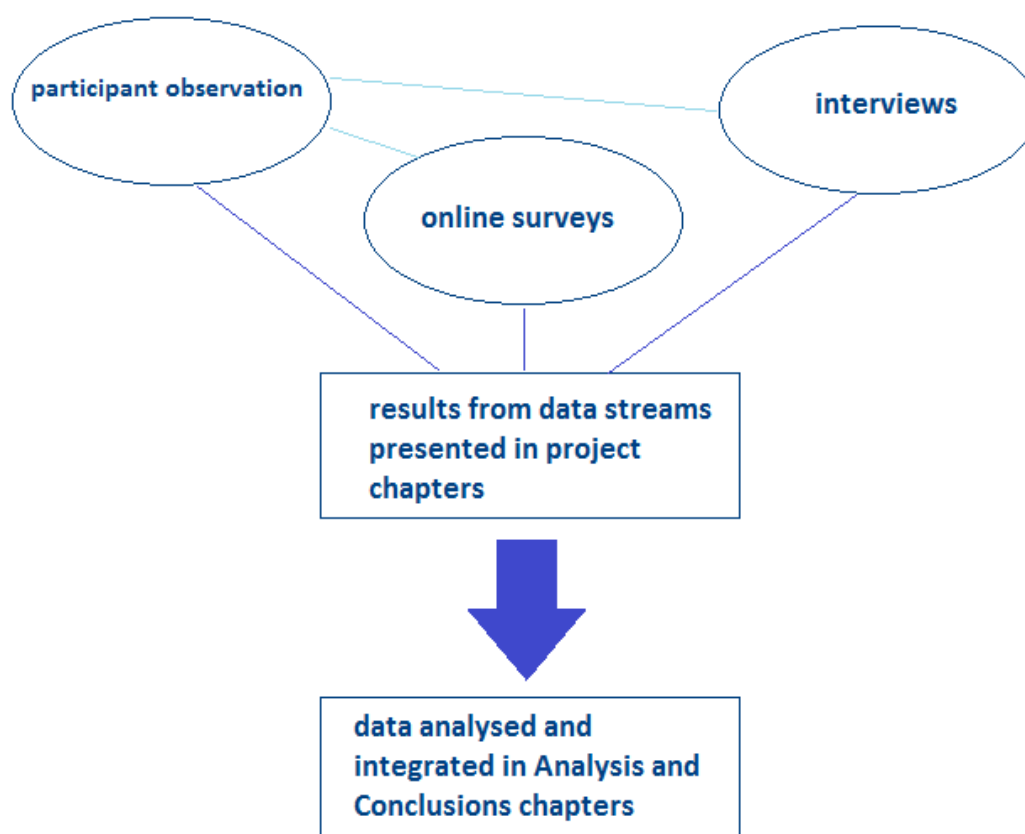 participant observation
interviews
online surveys
results from data streams
presented in project
chapters
data analysed and
integrated in Analysis and
Conclusions chapters